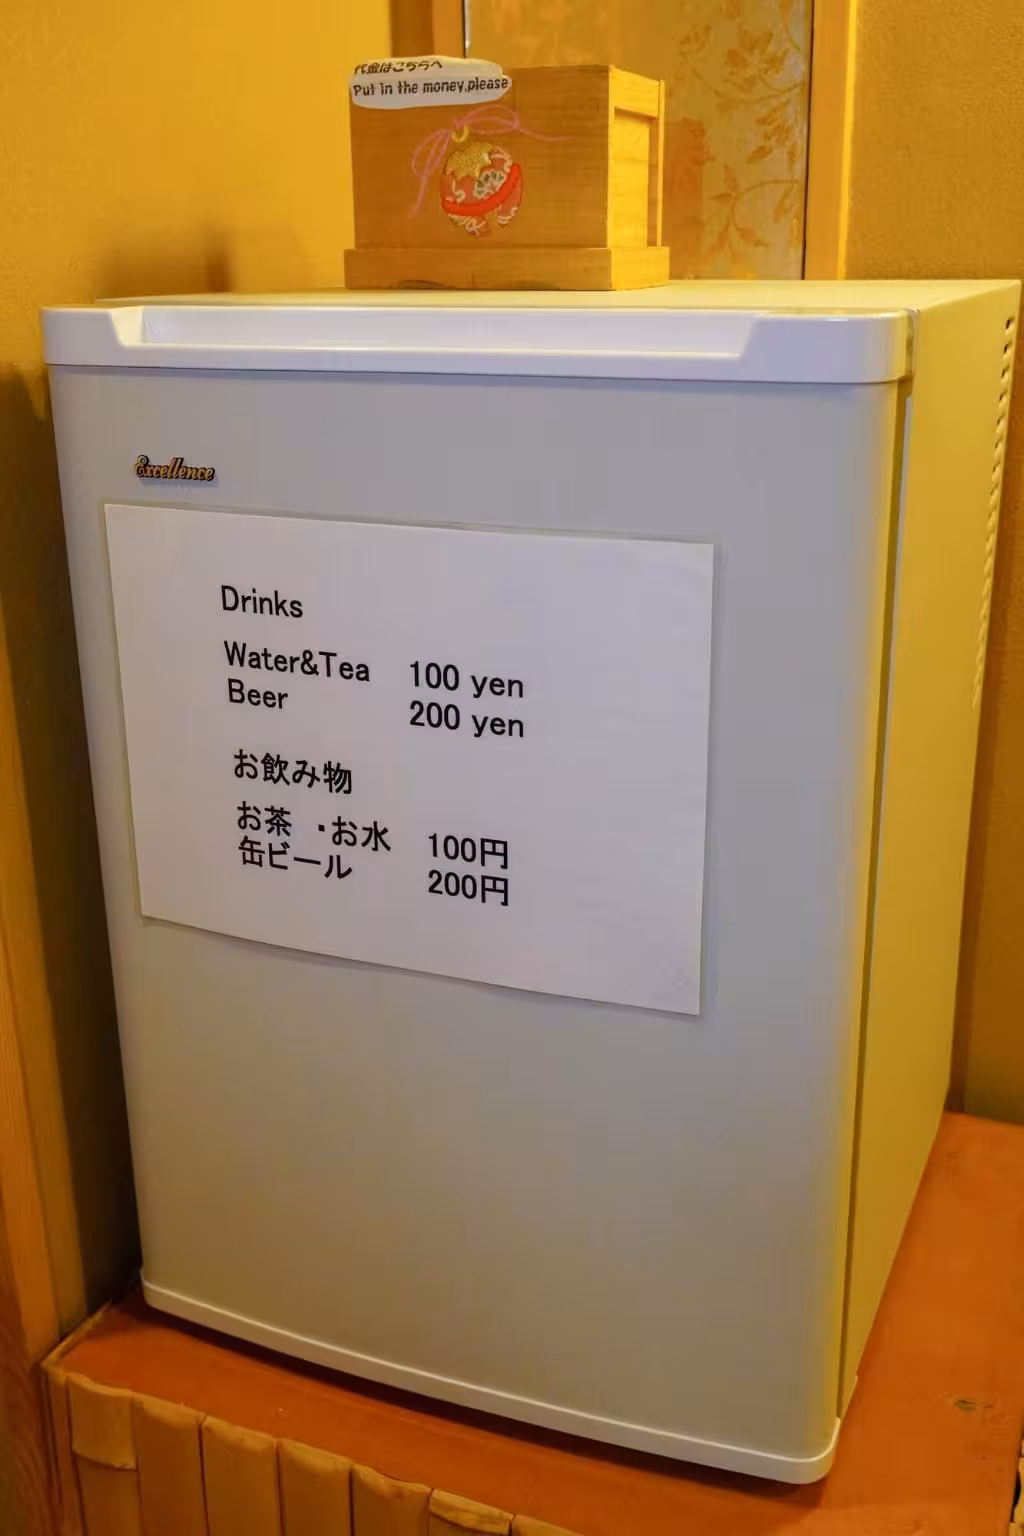 代金はこちらへ
Put in the money,please
Excellence
Drinks
Water&Tea 100 yen
Beer 200 yen
お飲み物
お茶 ・お水 100円
缶ビール 200円